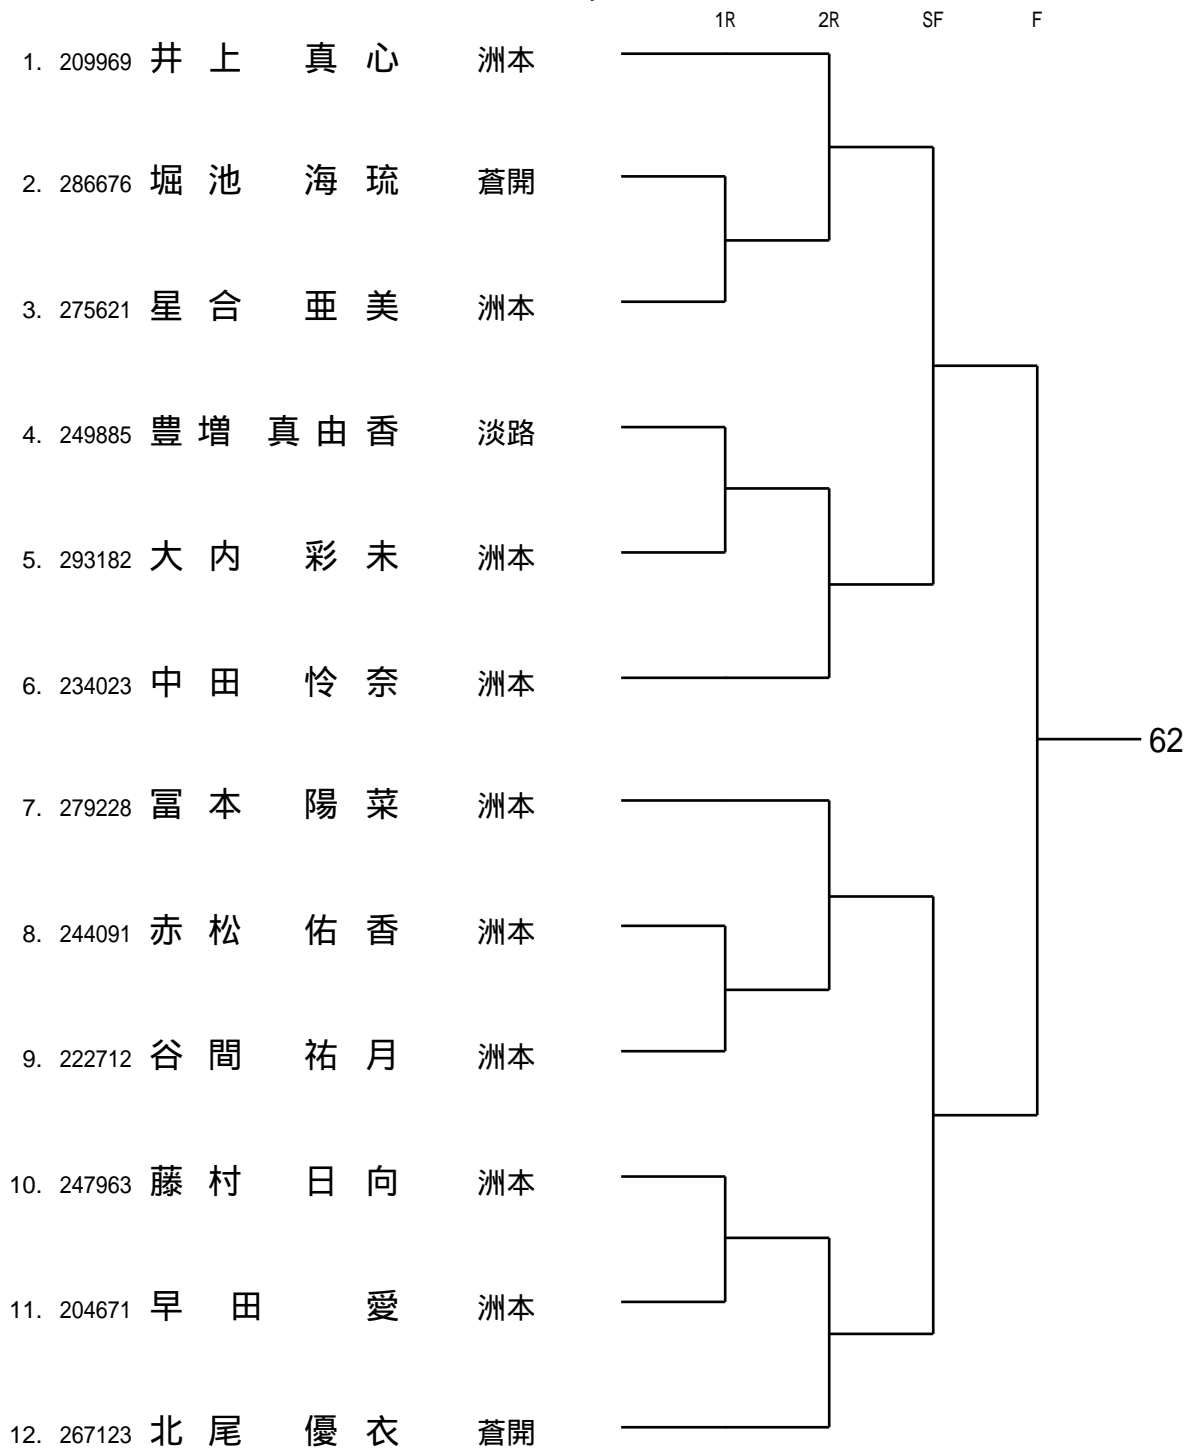 1R 2R SF F
1. 209969 井上 真心 洲本
2. 286676 堀池 海琉 蒼開
3. 275621 星合 亜美 洲本
4. 249885 豊増 真由香 淡路
5. 293182 大内 彩未 洲本
6. 234023 中田 怜奈 洲本
62
7. 279228 冨本 陽菜 洲本
8. 244091 赤松 佑香 洲本
9. 222712 谷間 祐月 洲本
10. 247963 藤村 日向 洲本
11. 204671 早田 愛 洲本
12. 267123 北尾 優衣 蒼開